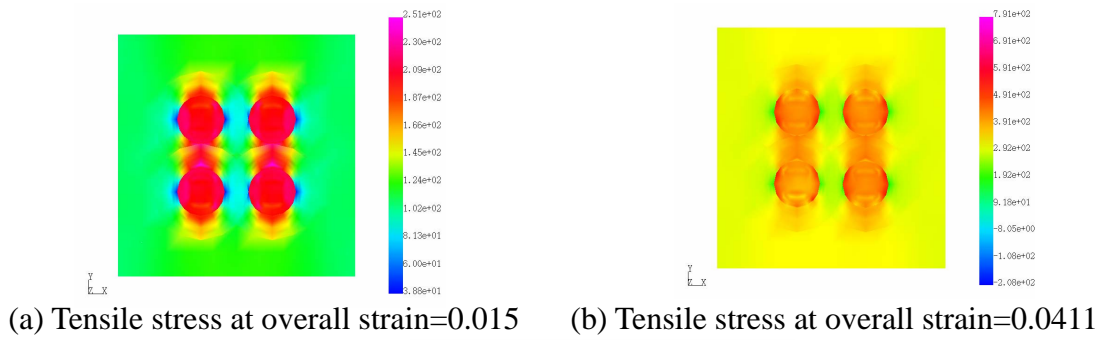 2.51e+02
2.30e+02
2.09e+02
1.87e+02
1.66e+02
1.45e+02
1.24e+02
1.02e+02
8.13e+01
6.00e+01
3.88e+01
Y
Z X
7.91e+02
6.91e+02
5.91e+02
4.91e+02
3.91e+02
2.92e+02
1.92e+02
9.18e+01
-8.05e+00
-1.08e+02
-2.08e+02
Y
Z X
(a) Tensile stress at overall strain=0.015
(b) Tensile stress at overall strain=0.0411